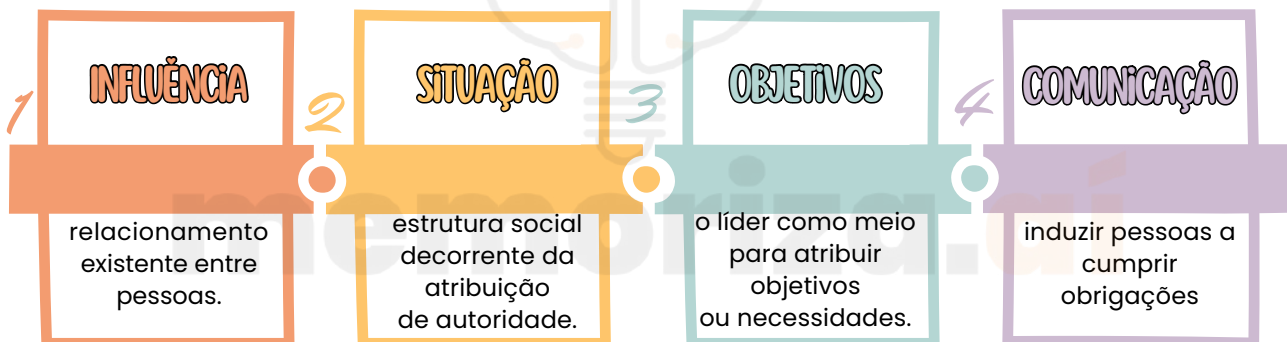 1
INFLUÊNCIA
relacionamento
existente entre
pessoas.
2
SITUAÇÃO
estrutura social
decorrente da
atribuição
de autoridade.
3
OBJETIVOS
o líder como meio
para atribuir
objetivos
ou necessidades.
4
COMUNICAÇÃO
induzir pessoas a
cumprir
obrigações
memoriza.aí